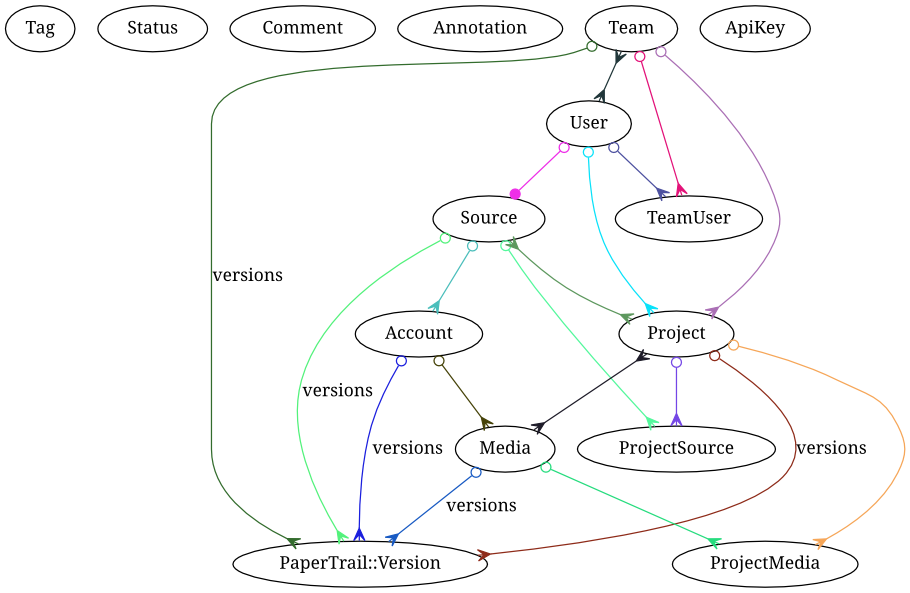 Tag
Status
Comment
Annotation
Team
ApiKey
User
Source
TeamUser
versions
Account
Project
versions
versions
Media
ProjectSource
versions
versions
PaperTrail::Version
ProjectMedia